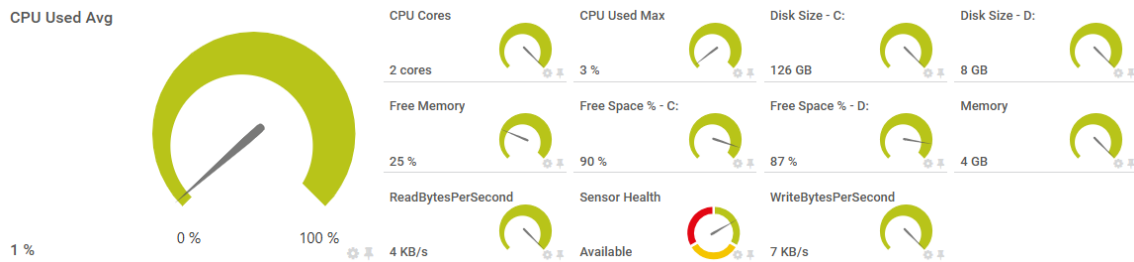 CPU Used Avg
0 %
100 %
1 %
CPU Cores
2 cores
CPU Used Max
3 %
Disk Size - C:
126 GB
Disk Size - D:
8 GB
Free Memory
25 %
Free Space % - C:
90 %
Free Space % - D:
87 %
Memory
4 GB
ReadBytesPerSecond
4 KB/s
Sensor Health
Available
WriteBytesPerSecond
7 KB/s